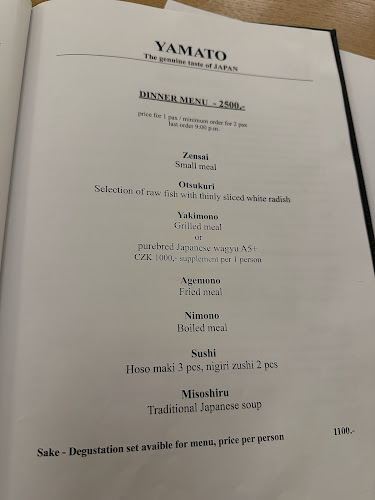 YAMATO
The genuine taste of JAPAN
DINNER MENU - 2500,-
price for 1 pax / minimum order for 2 pax
last order 9:00 p.m.
Zensai
Small meal
Otsukuri
Selection of raw fish with thinly sliced white radish
Yakimono
Grilled meal
or
purebred Japanese wagyu A5+
CZK 1000,- supplement per 1 person
Agemono
Fried meal
Nimono
Boiled meal
Sushi
Hoso maki 3 pcs, nigiri zushi 2 pcs
Misoshiru
Traditional Japanese soup
Sake - Degustation set avaible for menu, price per person 1100,-